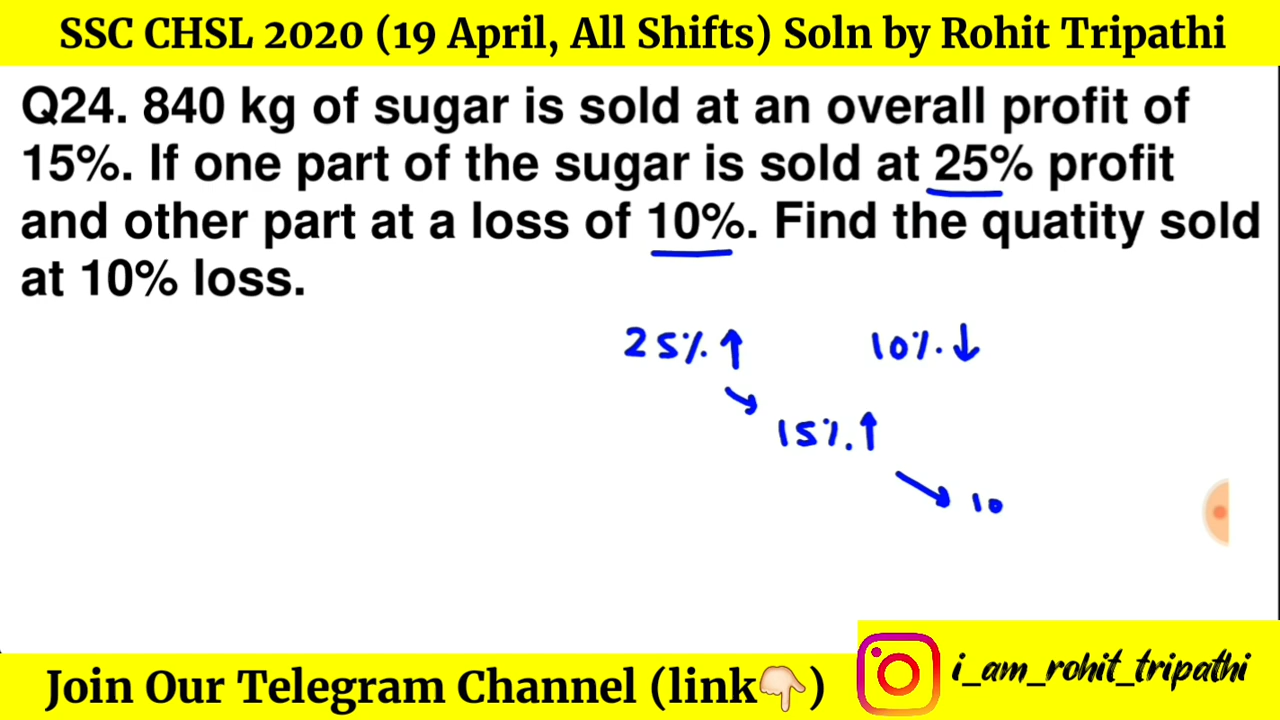 SSC CHSL 2020 (19 April, All Shifts) Soln by Rohit Tripathi
Q24. 840 kg of sugar is sold at an overall profit of
15%. If one part of the sugar is sold at 25% profit
and other part at a loss of 10%. Find the quatity sold
at 10% loss.
25%↑ 10%↓
15%↑
10
Join Our Telegram Channel (link👇)
i_am_rohit_tripathi